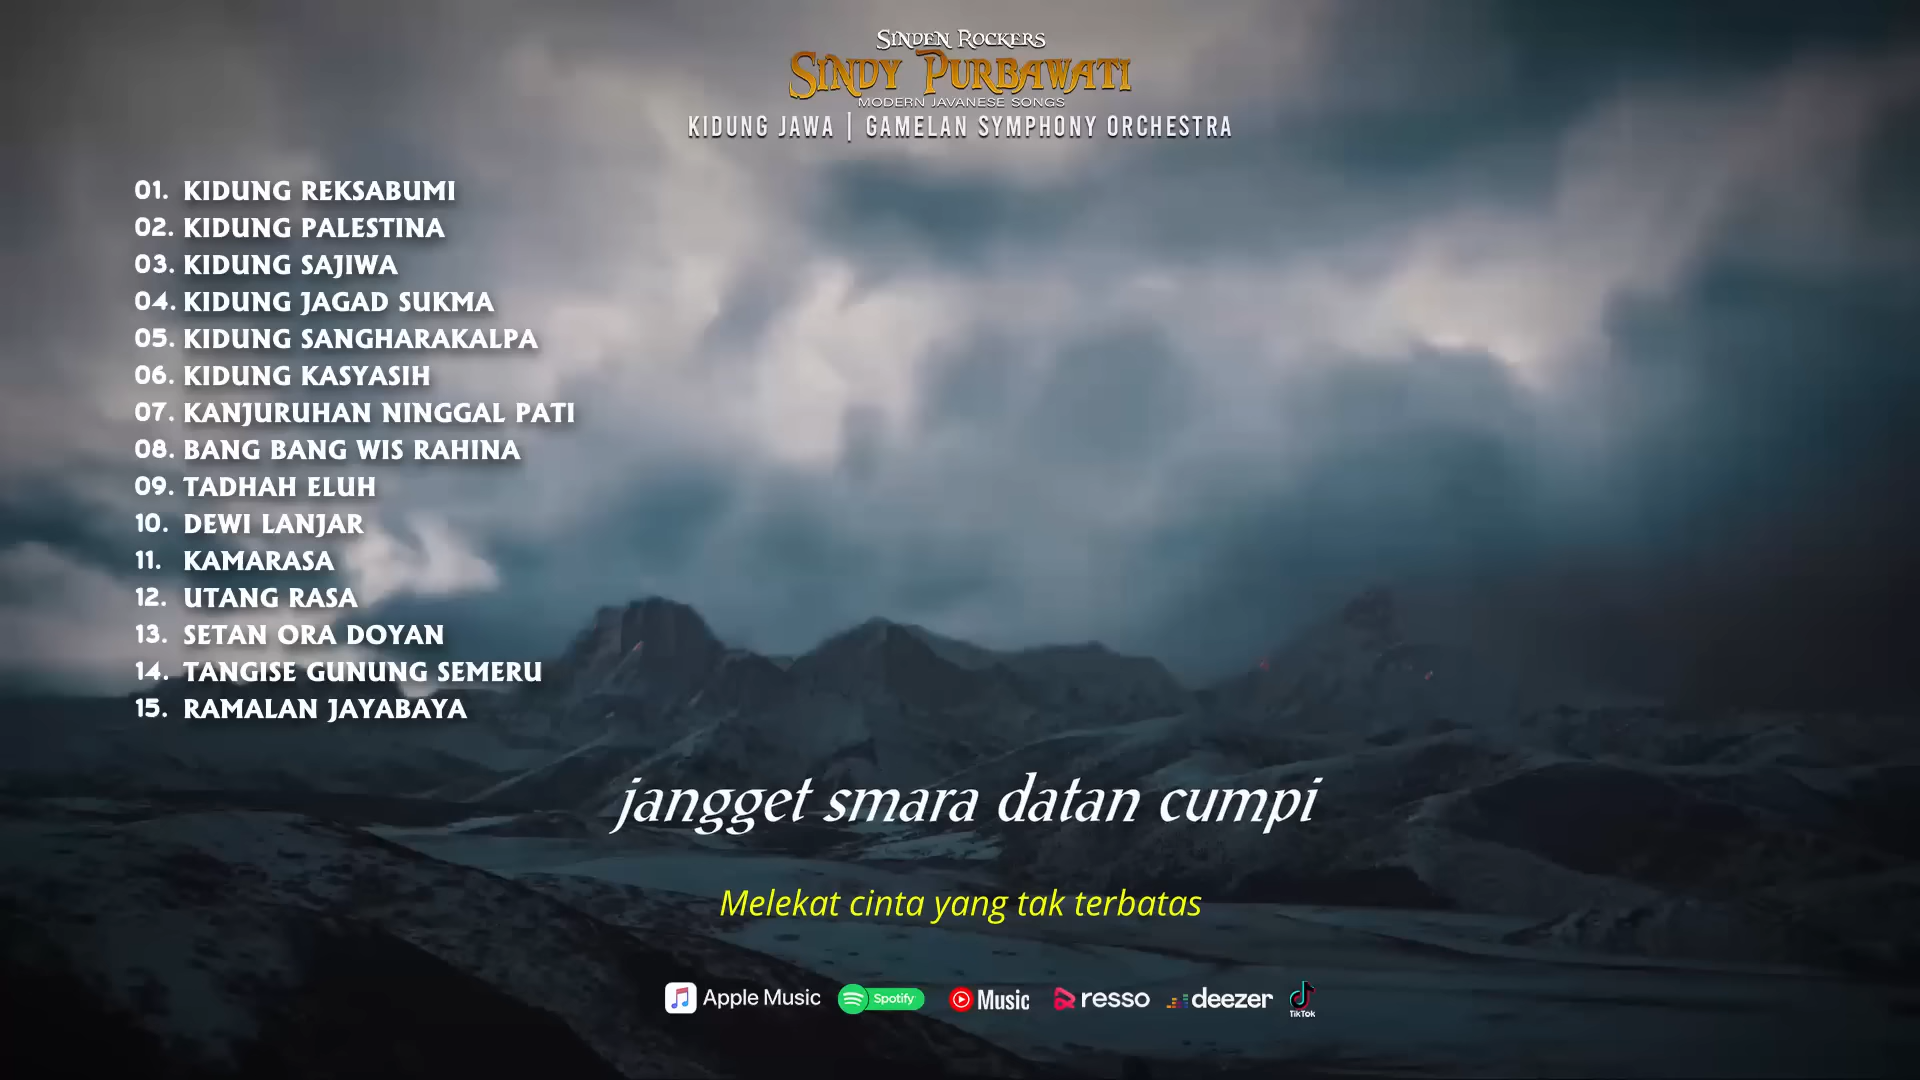 SINDEN ROCKERS
SINDY PURBAWATI
MODERN JAVANESE SONGS
KIDUNG JAWA | GAMELAN SYMPHONY ORCHESTRA
01. KIDUNG REKSABUMI
02. KIDUNG PALESTINA
03. KIDUNG SAJIWA
04. KIDUNG JAGAD SUKMA
05. KIDUNG SANGHARAKALPA
06. KIDUNG KASYASIH
07. KANJURUHAN NINGGAL PATI
08. BANG BANG WIS RAHINA
09. TADHAH ELUH
10. DEWI LANJAR
11. KAMARASA
12. UTANG RASA
13. SETAN ORA DOYAN
14. TANGISE GUNUNG SEMERU
15. RAMALAN JAYABAYA
jangget smara datan cumpi
Melekat cinta yang tak terbatas
Apple Music Spotify Music resso deezer TikTok